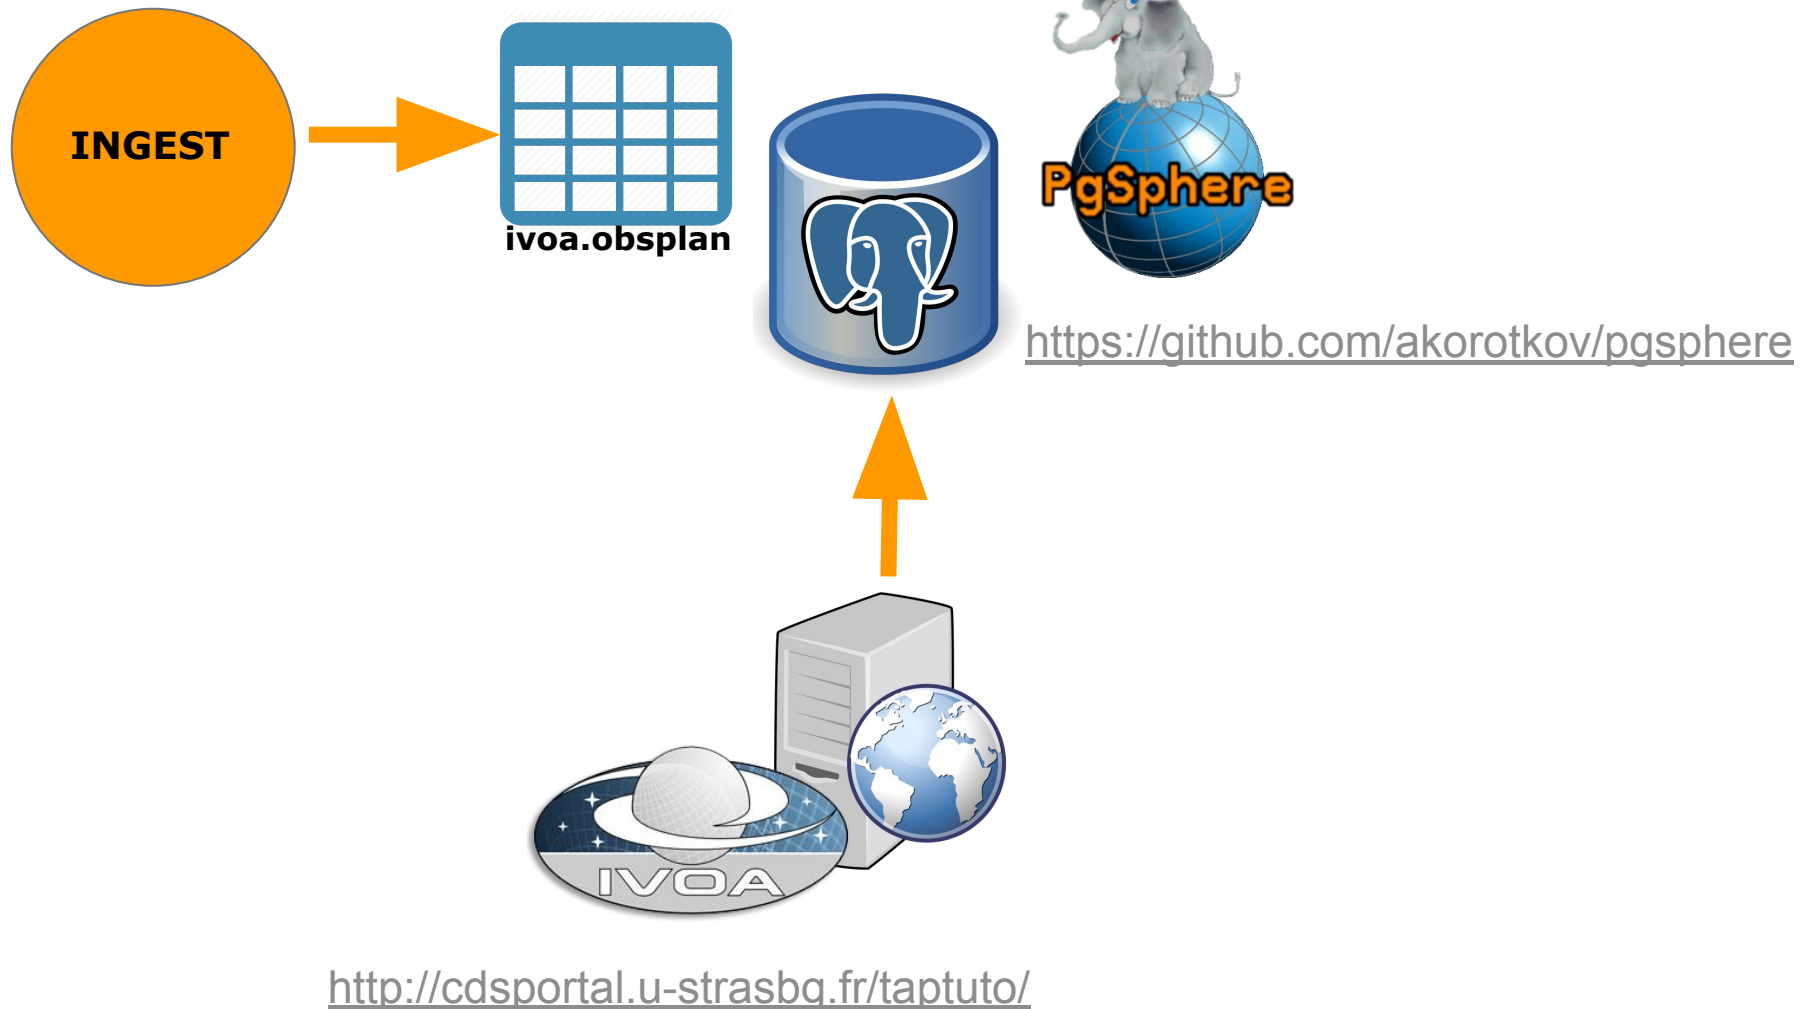 INGEST
ivoa.obsplan
PgSphere
https://github.com/akorotkov/pgsphere
IVOA
http://cdsportal.u-strasbg.fr/taptuto/